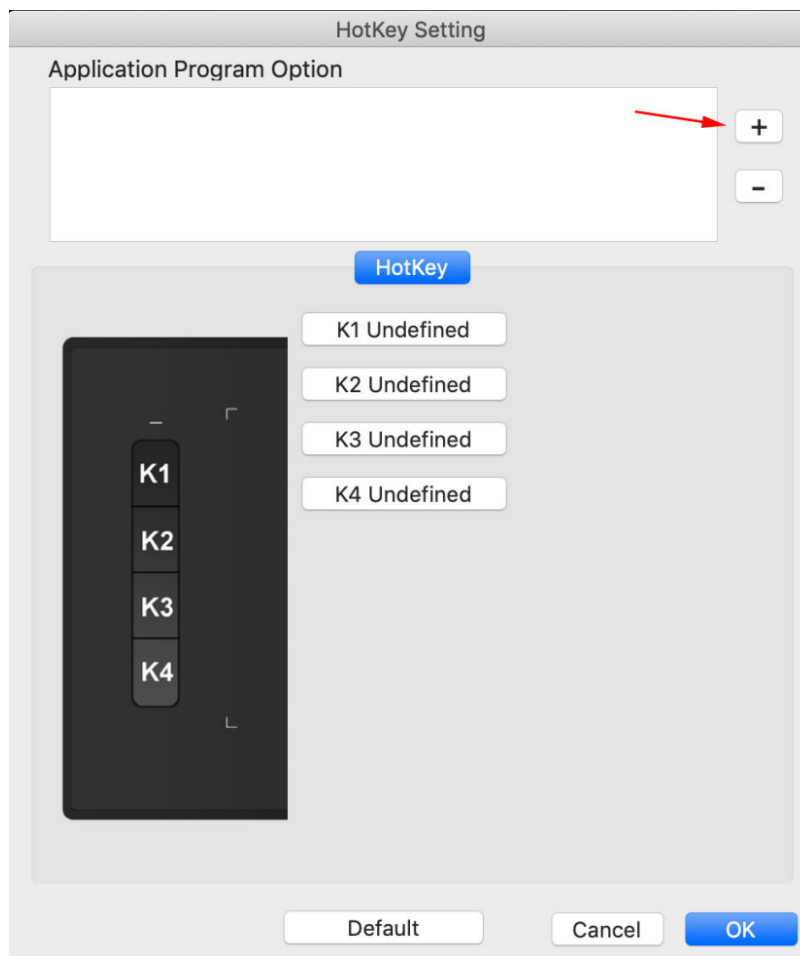 HotKey Setting
Application Program Option
+
-
HotKey
K1 Undefined
K2 Undefined
K3 Undefined
K4 Undefined
K1
K2
K3
K4
Default
Cancel
OK